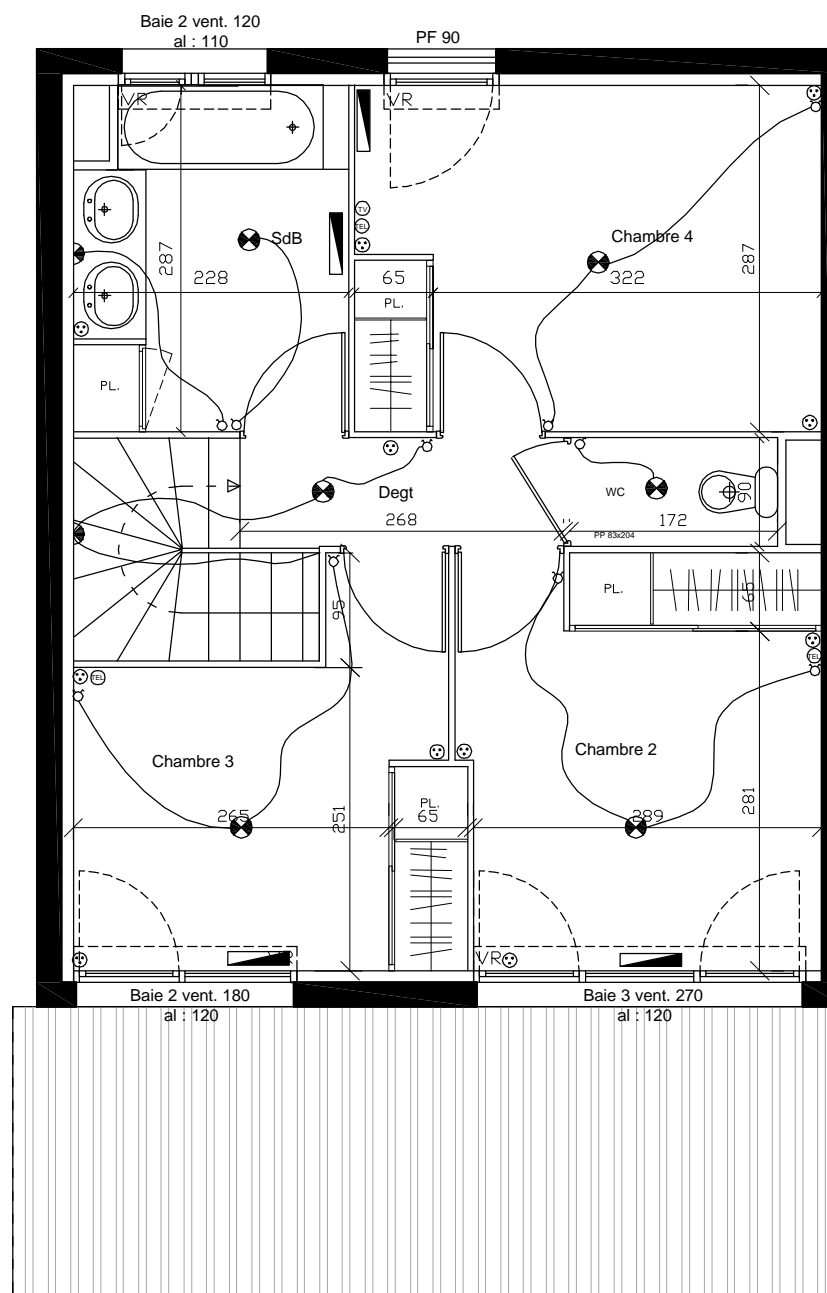 Baie 2 vent. 120
al : 110
PF 90
VR
VR
TV
TEL
SdB
Chambre 4
287
287
228
65
322
PL.
PL.
Degt
WC
90
268
172
PP 83x204
95
PL.
65
TEL
TEL
Chambre 3
Chambre 2
265
251
PL.
65
289
281
VR
VR
Baie 2 vent. 180
al : 120
Baie 3 vent. 270
al : 120